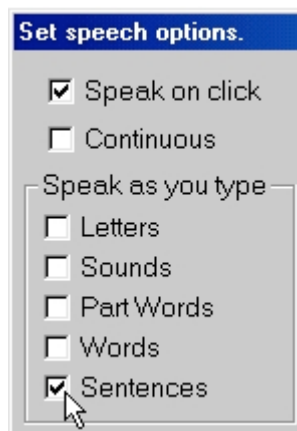 Set speech options.
Speak on click
Continuous
Speak as you type
Letters
Sounds
Part Words
Words
Sentences